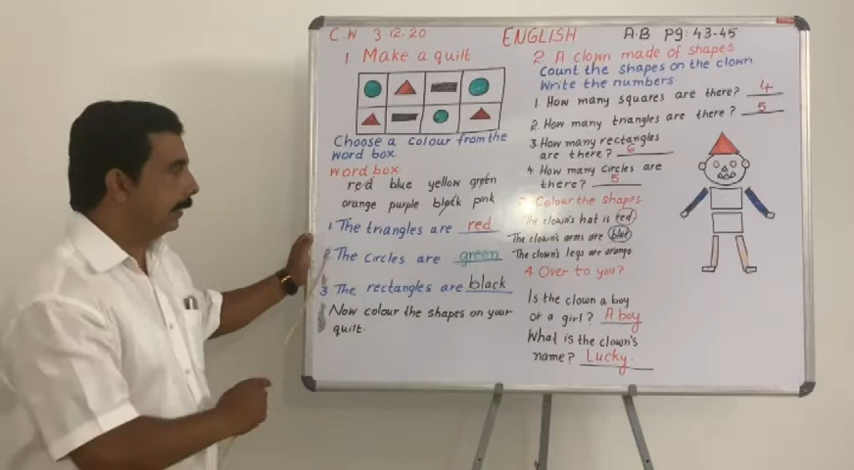 C.W 3.12.20 ENGLISH A.B Pg: 43-45
1. Make a quilt
Choose a colour from the
word box.
word box
red blue yellow green
orange purple black pink
1. The triangles are red
2. The circles are green
3 The rectangles are black
Now colour the shapes on your
quilt.
2. A clown made of shapes
Count the shapes on the clown.
Write the numbers
1. How many squares are there? 4
2. How many triangles are there? 5
3. How many rectangles
are there? 6
4. How many circles are
there? 5
3. Colour the shapes
The clown's hat is red
The clown's arms are blue
The clown's legs are orange
4. Over to you?
Is the clown a boy
or a girl? A boy
What is the clown's
name? Lucky.